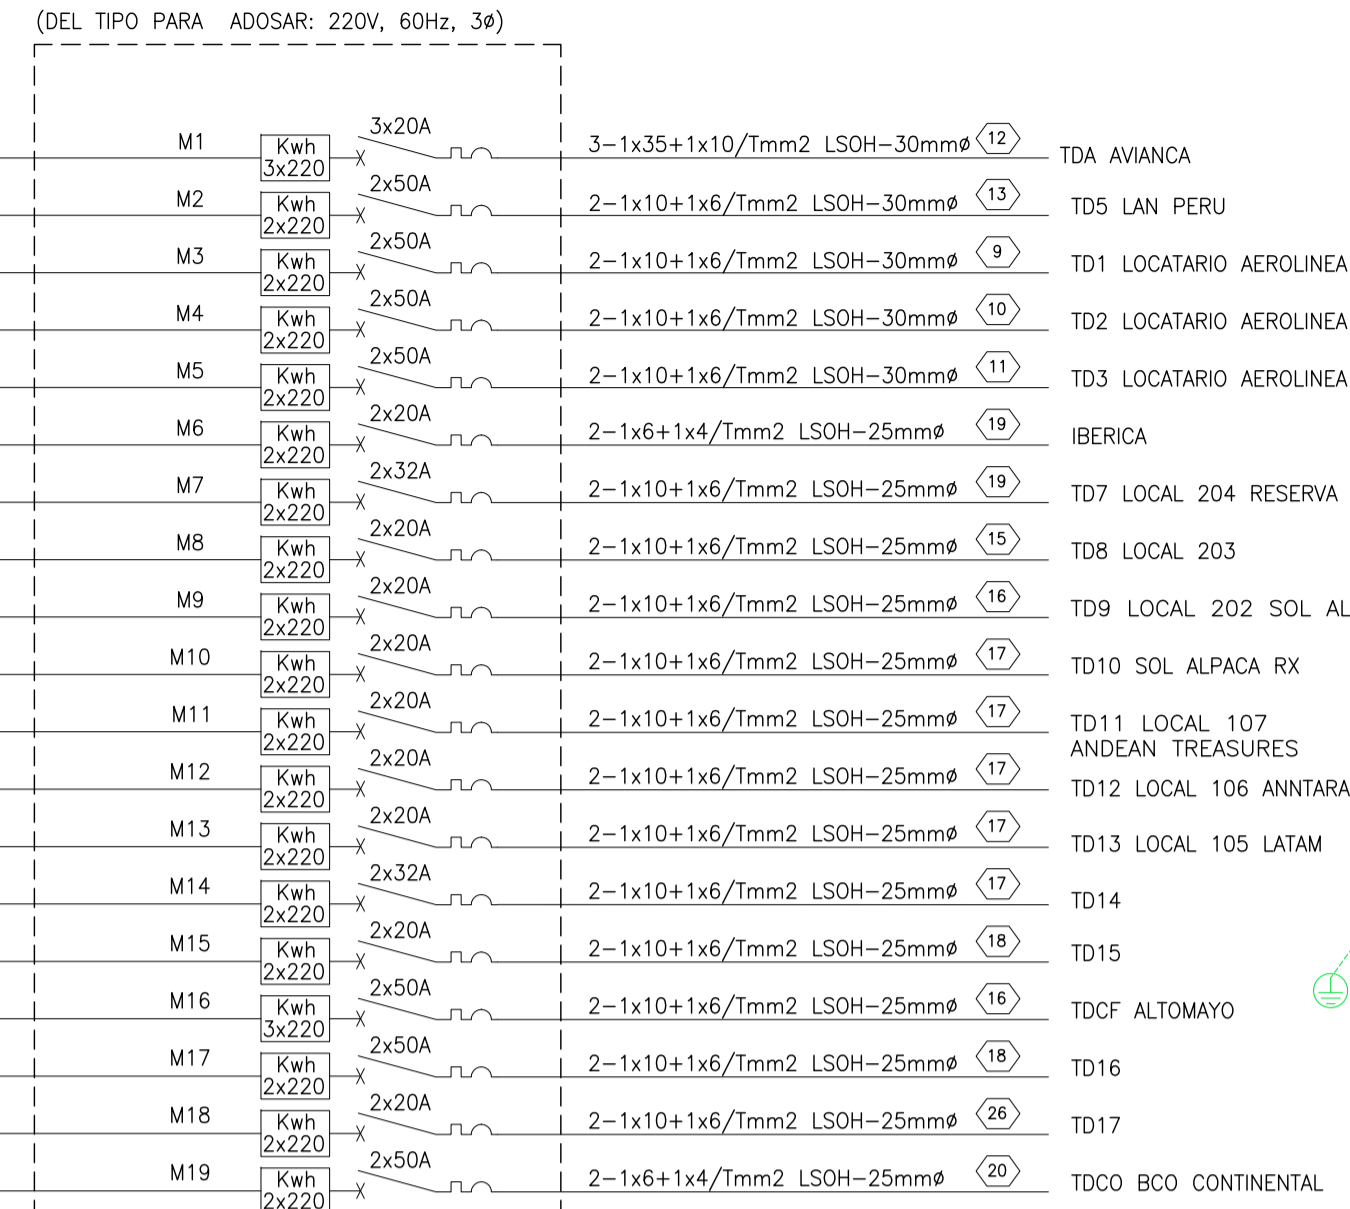 (DEL TIPO PARA ADOSAR: 220V, 60Hz, 3ø)
M1 Kwh 3x220 3x20A 3-1x35+1x10/Tmm2 LSOH-30mmø 12 TDA AVIANCA
M2 Kwh 2x220 2x50A 2-1x10+1x6/Tmm2 LSOH-30mmø 13 TD5 LAN PERU
M3 Kwh 2x220 2x50A 2-1x10+1x6/Tmm2 LSOH-30mmø 9 TD1 LOCATARIO AEROLINEA
M4 Kwh 2x220 2x50A 2-1x10+1x6/Tmm2 LSOH-30mmø 10 TD2 LOCATARIO AEROLINEA
M5 Kwh 2x220 2x50A 2-1x10+1x6/Tmm2 LSOH-30mmø 11 TD3 LOCATARIO AEROLINEA
M6 Kwh 2x220 2x20A 2-1x6+1x4/Tmm2 LSOH-25mmø 19 IBERICA
M7 Kwh 2x220 2x32A 2-1x10+1x6/Tmm2 LSOH-25mmø 19 TD7 LOCAL 204 RESERVA
M8 Kwh 2x220 2x20A 2-1x10+1x6/Tmm2 LSOH-25mmø 15 TD8 LOCAL 203
M9 Kwh 2x220 2x20A 2-1x10+1x6/Tmm2 LSOH-25mmø 16 TD9 LOCAL 202 SOL AL
M10 Kwh 2x220 2x20A 2-1x10+1x6/Tmm2 LSOH-25mmø 17 TD10 SOL ALPACA RX
M11 Kwh 2x220 2x20A 2-1x10+1x6/Tmm2 LSOH-25mmø 17 TD11 LOCAL 107
ANDEAN TREASURES
M12 Kwh 2x220 2x20A 2-1x10+1x6/Tmm2 LSOH-25mmø 17 TD12 LOCAL 106 ANNTARA
M13 Kwh 2x220 2x20A 2-1x10+1x6/Tmm2 LSOH-25mmø 17 TD13 LOCAL 105 LATAM
M14 Kwh 2x220 2x32A 2-1x10+1x6/Tmm2 LSOH-25mmø 17 TD14
M15 Kwh 2x220 2x20A 2-1x10+1x6/Tmm2 LSOH-25mmø 18 TD15
M16 Kwh 3x220 2x50A 2-1x10+1x6/Tmm2 LSOH-25mmø 16 TDCF ALTOMAYO
M17 Kwh 2x220 2x50A 2-1x10+1x6/Tmm2 LSOH-25mmø 18 TD16
M18 Kwh 2x220 2x20A 2-1x10+1x6/Tmm2 LSOH-25mmø 26 TD17
M19 Kwh 2x220 2x50A 2-1x6+1x4/Tmm2 LSOH-25mmø 20 TDCO BCO CONTINENTAL